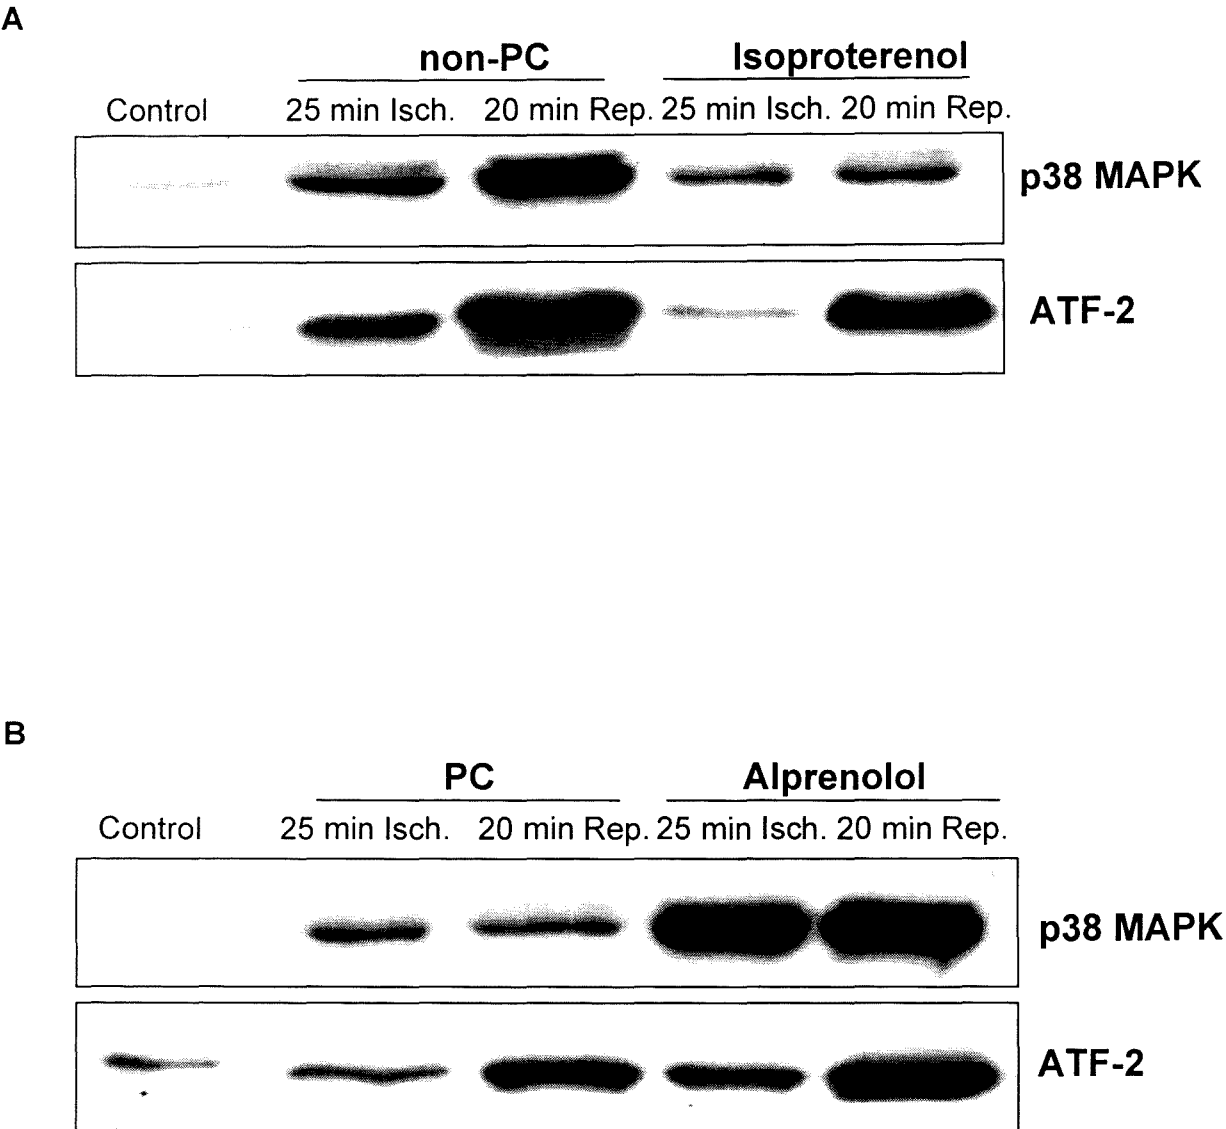 A
non-PC Isoproterenol
Control 25 min Isch. 20 min Rep. 25 min Isch. 20 min Rep.
p38 MAPK
ATF-2
B
PC Alprenolol
Control 25 min Isch. 20 min Rep. 25 min Isch. 20 min Rep.
p38 MAPK
ATF-2